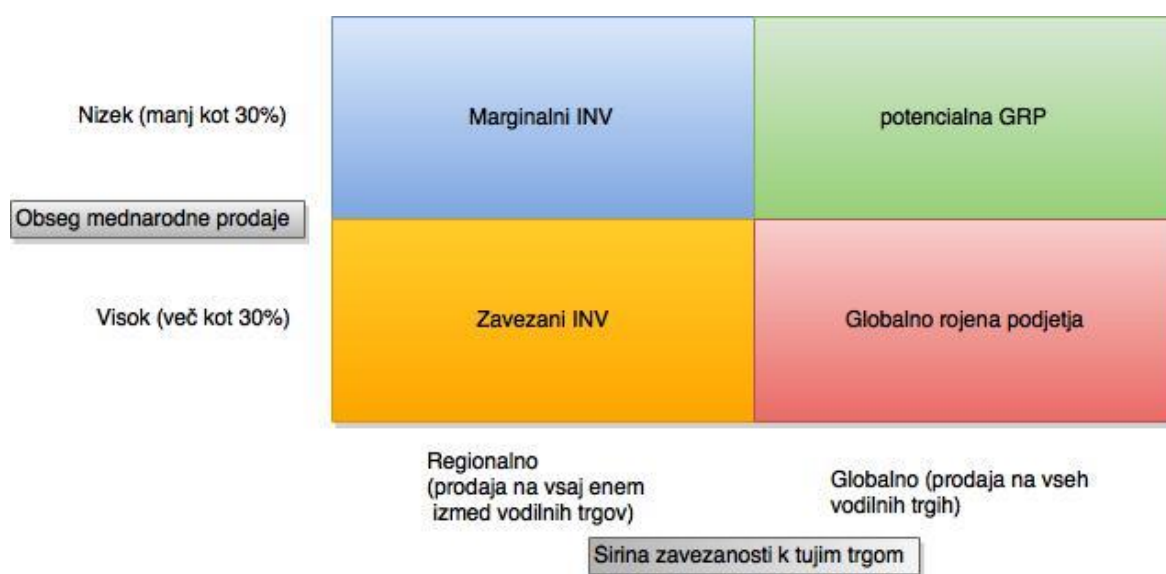 Nizek (manj kot 30%)
Marginalni INV
potencialna GRP
Obseg mednarodne prodaje
Visok (več kot 30%)
Zavezani INV
Globalno rojena podjetja
Regionalno
(prodaja na vsaj enem
izmed vodilnih trgov)
Globalno (prodaja na vseh
vodilnih trgih)
Sirina zavezanosti k tujim trgom